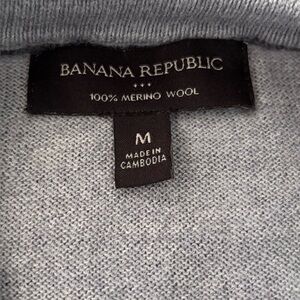 BANANA REPUBLIC
100% MERINO WOOL
M
MADE IN
CAMBODIA